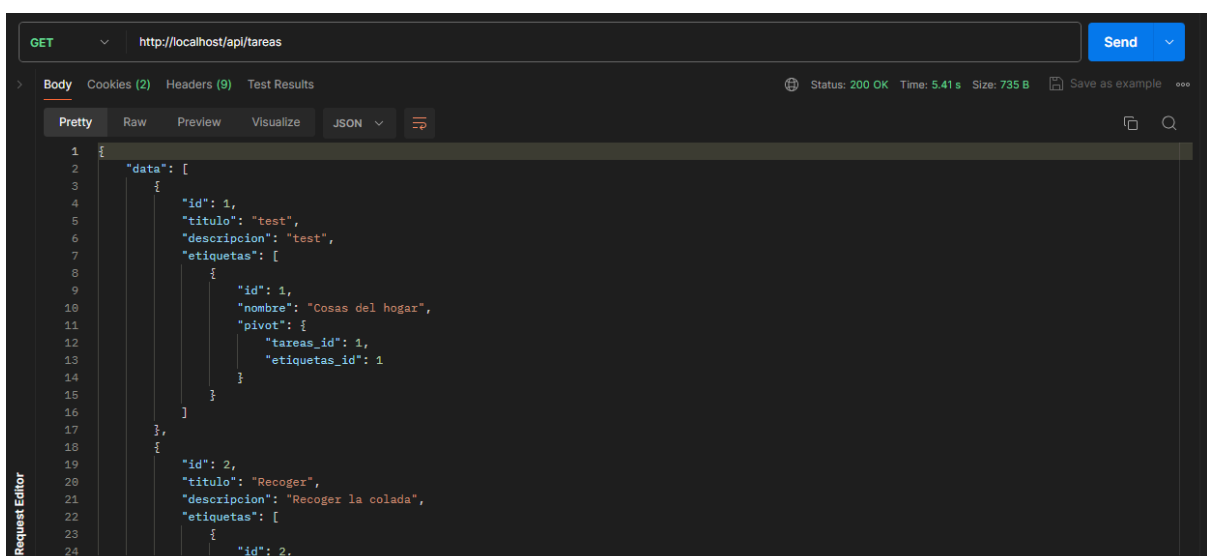 GET http://localhost/api/tareas Send
Body Cookies (2) Headers (9) Test Results Status: 200 OK Time: 5.41 s Size: 735 B Save as example
Pretty Raw Preview Visualize JSON
1 {
2 "data": [
3 {
4 "id": 1,
5 "titulo": "test",
6 "descripcion": "test",
7 "etiquetas": [
8 {
9 "id": 1,
10 "nombre": "Cosas del hogar",
11 "pivot": {
12 "tareas_id": 1,
13 "etiquetas_id": 1
14 }
15 }
16 ]
17 },
18 {
19 "id": 2,
20 "titulo": "Recoger",
21 "descripcion": "Recoger la colada",
22 "etiquetas": [
23 {
24 "id": 2,
Request Editor